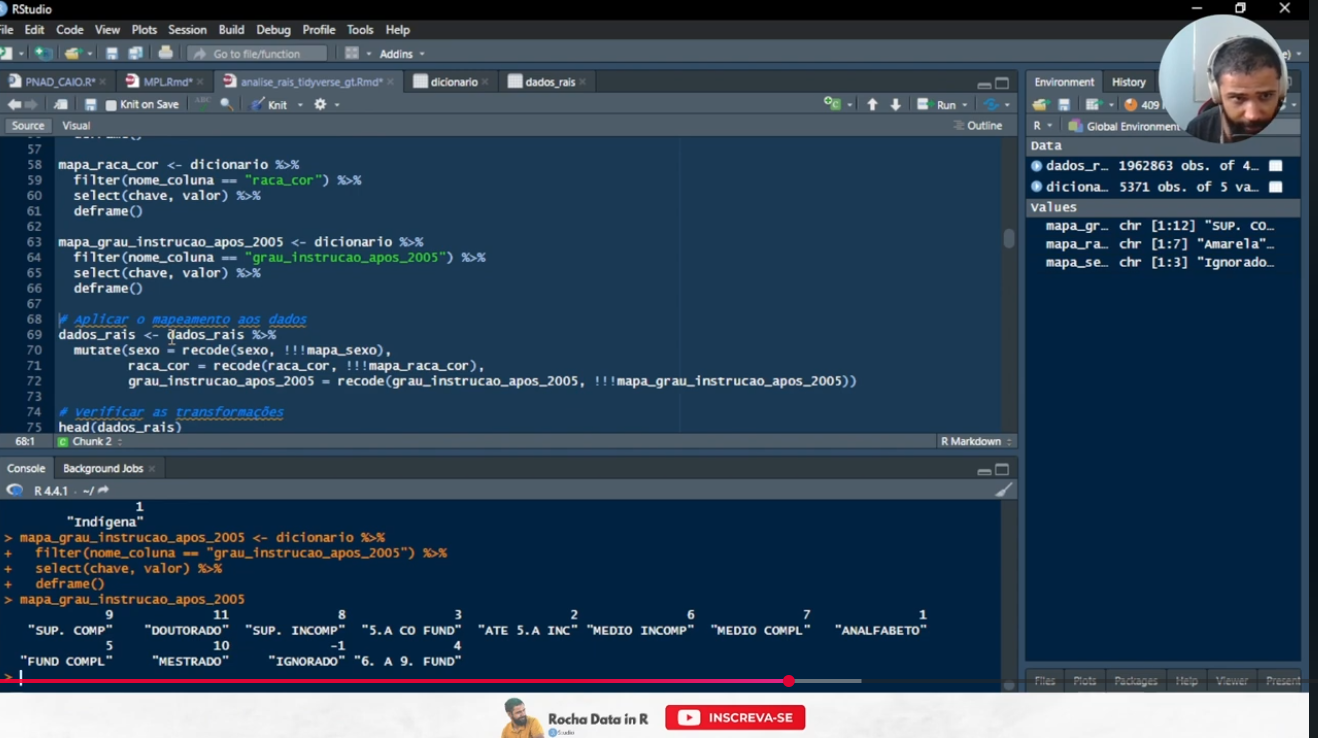 RStudio
File Edit Code View Plots Session Build Debug Profile Tools Help
Go to file/function Addins
PNAD_CAIO.R* MPL.Rmd* analise_rais_tidyverse_gt.Rmd* dicionario dados_rais
Knit on Save ABC Knit Run
Source Visual Outline
57
58 mapa_raca_cor <- dicionario %>%
59 filter(nome_coluna == "raca_cor") %>%
60 select(chave, valor) %>%
61 deframe()
62
63 mapa_grau_instrucao_apos_2005 <- dicionario %>%
64 filter(nome_coluna == "grau_instrucao_apos_2005") %>%
65 select(chave, valor) %>%
66 deframe()
67
68 # Aplicar o mapeamento aos dados
69 dados_rais <- dados_rais %>%
70 mutate(sexo = recode(sexo, !!!mapa_sexo),
71 raca_cor = recode(raca_cor, !!!mapa_raca_cor),
72 grau_instrucao_apos_2005 = recode(grau_instrucao_apos_2005, !!!mapa_grau_instrucao_apos_2005))
73
74 # Verificar as transformações
75 head(dados_rais)
68:1 Chunk 2 R Markdown
Console Background Jobs
R 4.4.1 · ~/
1
"Indígena"
> mapa_grau_instrucao_apos_2005 <- dicionario %>%
+ filter(nome_coluna == "grau_instrucao_apos_2005") %>%
+ select(chave, valor) %>%
+ deframe()
> mapa_grau_instrucao_apos_2005
9 11 8 3 2 6 7 1
"SUP. COMP" "DOUTORADO" "SUP. INCOMP" "5.A CO FUND" "ATE 5.A INC" "MEDIO INCOMP" "MEDIO COMPL" "ANALFABETO"
5 10 -1 4
"FUND COMPL" "MESTRADO" "IGNORADO" "6. A 9. FUND"
>
Environment History
409
R Global Environment
Data
dados_r… 1962863 obs. of 4…
diciona… 5371 obs. of 5 va…
Values
mapa_gr… chr [1:12] "SUP. CO…
mapa_ra… chr [1:7] "Amarela"…
mapa_se… chr [1:3] "Ignorado…
Files Plots Packages Help Viewer Present
Rocha Data in R
Studio
INSCREVA-SE